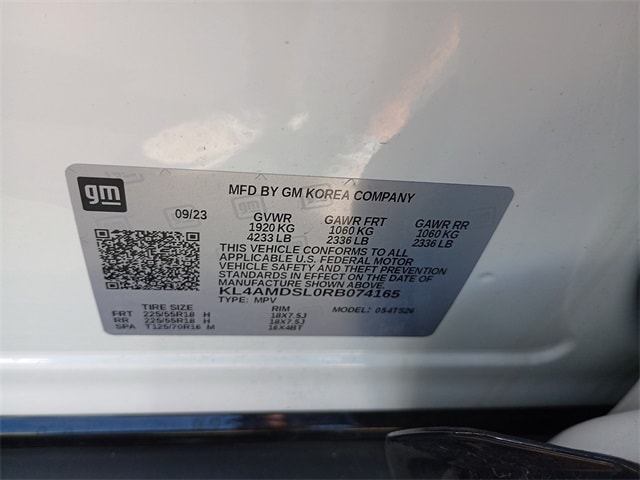 gm
MFD BY GM KOREA COMPANY
09/23 GVWR GAWR FRT GAWR RR
1920 KG 1060 KG 1060 KG
4233 LB 2336 LB 2336 LB
THIS VEHICLE CONFORMS TO ALL
APPLICABLE U.S. FEDERAL MOTOR
VEHICLE SAFETY AND THEFT PREVENTION
STANDARDS IN EFFECT ON THE DATE OF
MANUFACTURE SHOWN ABOVE.
KL4AMDSL0RB074165
TYPE: MPV MODEL: 0S4TS26
TIRE SIZE RIM
FRT 225/55R18 H 18X7.5J
RR 225/55R18 H 18X7.5J
SPA T125/70R16 M 16X4BT